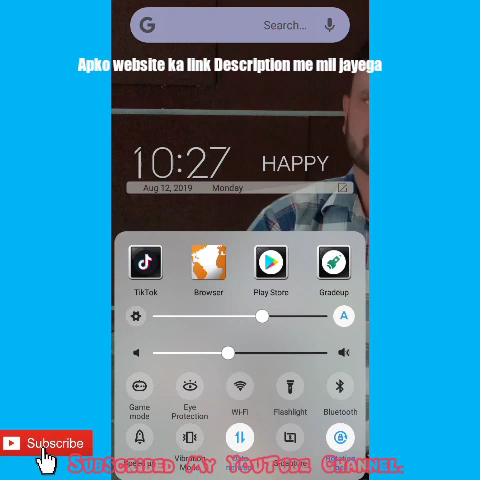 Search...
Apko website ka link Description me mil jayega
10:27 HAPPY
Aug 12, 2019 Monday
TikTok Browser Play Store Gradeup
A
Game mode Eye Protection Wi-Fi Flashlight Bluetooth
Subscribe
Vibration Mode
SUBSCRIBED MY YOUTUBE CHANNEL.